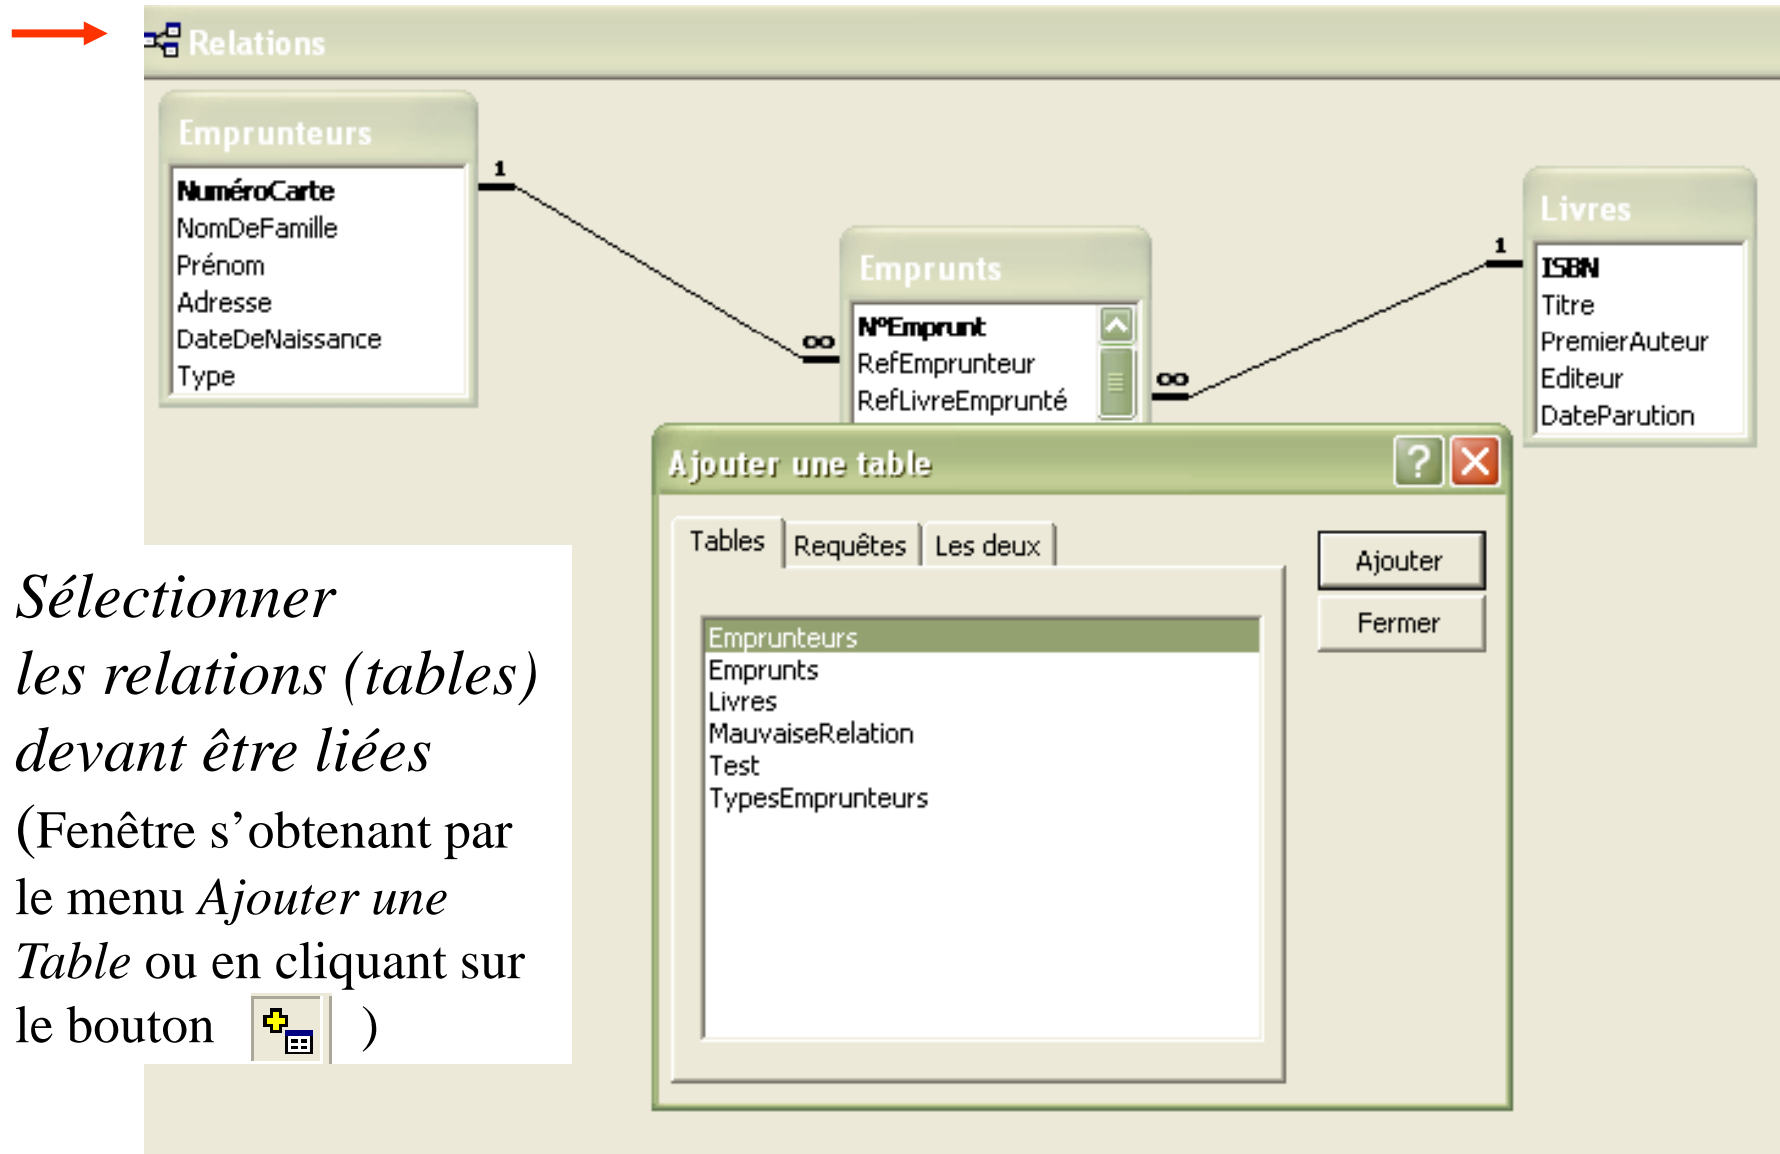 Relations
Emprunteurs
NuméroCarte
NomDeFamille
Prénom
Adresse
DateDeNaissance
Type
1
∞
Emprunts
N°Emprunt
RefEmprunteur
RefLivreEmprunté
∞
1
Livres
ISBN
Titre
PremierAuteur
Editeur
DateParution
Ajouter une table
?
Tables
Requêtes
Les deux
Ajouter
Fermer
Emprunteurs
Emprunts
Livres
MauvaiseRelation
Test
TypesEmprunteurs
Sélectionner
les relations (tables)
devant être liées
(Fenêtre s’obtenant par
le menu Ajouter une
Table ou en cliquant sur
le bouton )